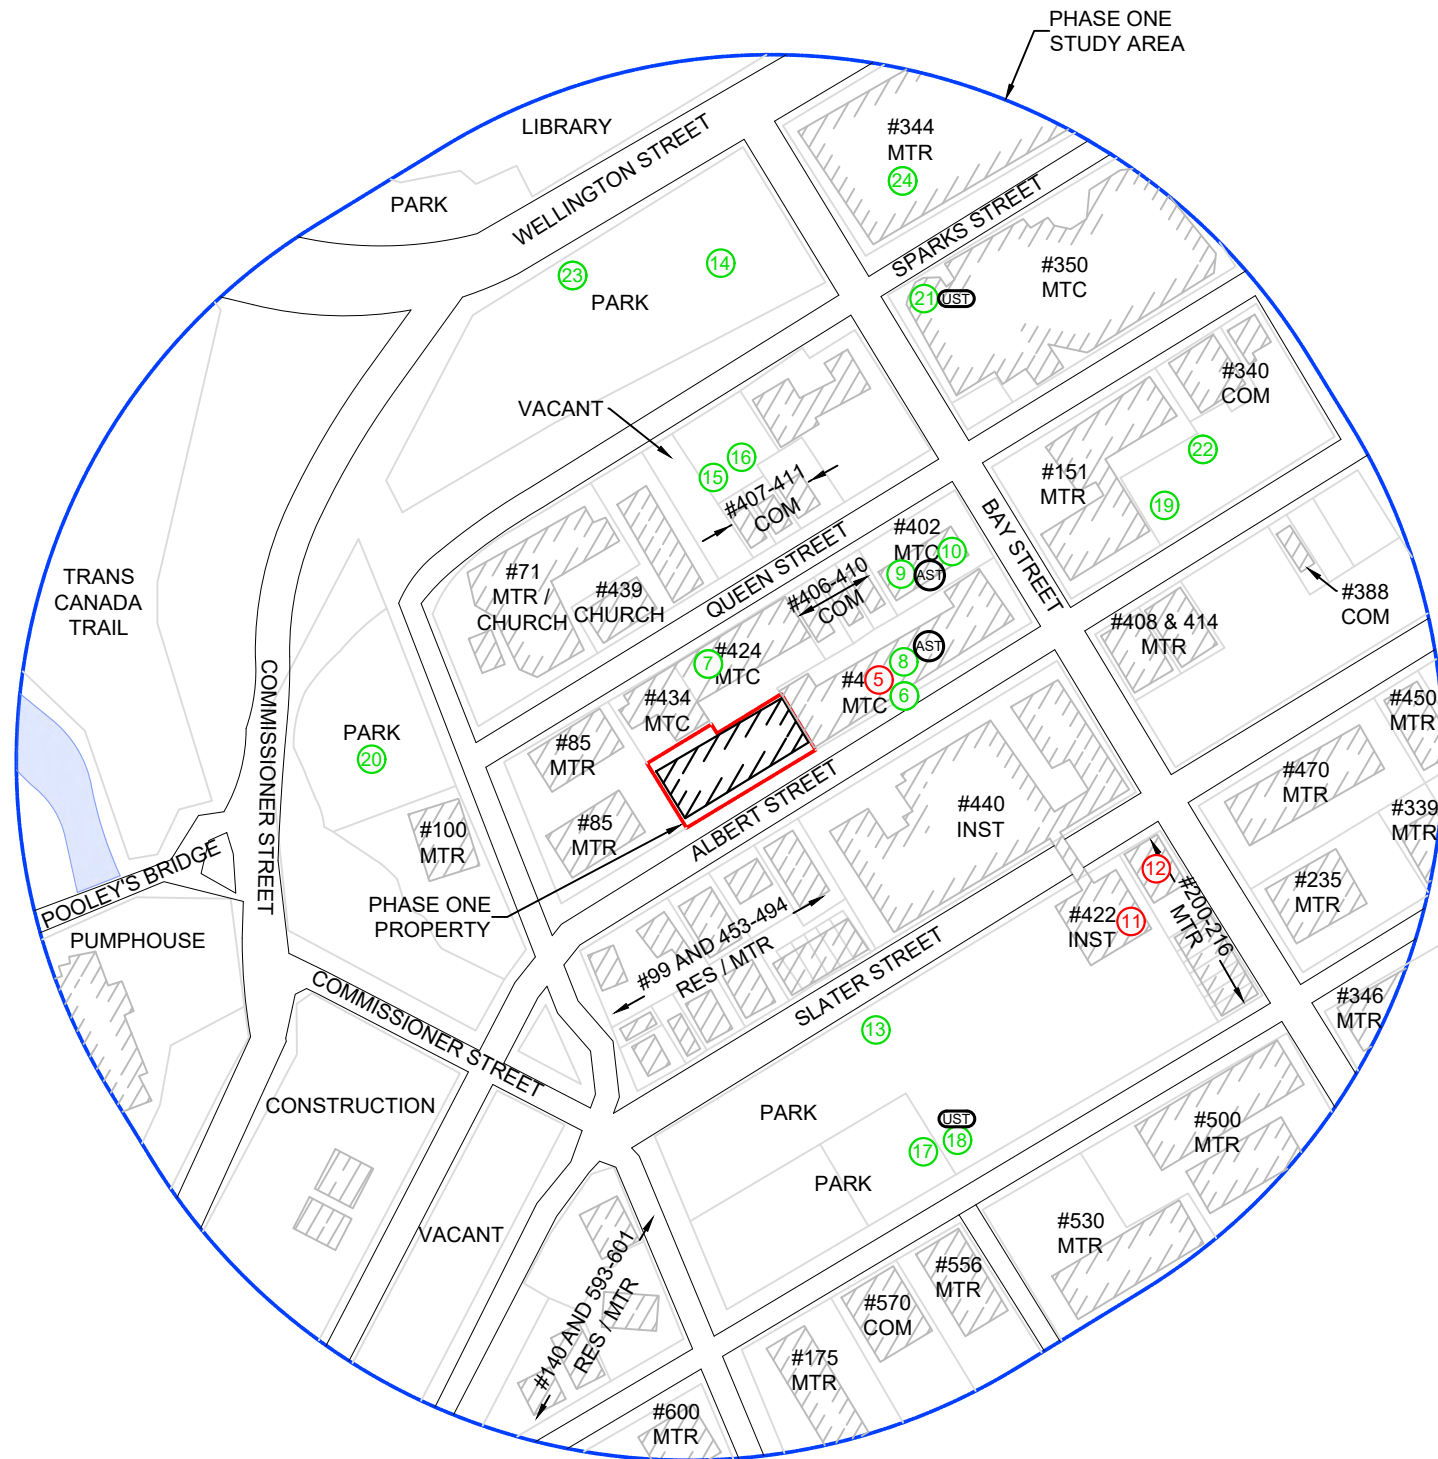 PHASE ONE
STUDY AREA
LIBRARY
#344
MTR
24
PARK
WELLINGTON STREET
SPARKS STREET
23
14
PARK
#350
MTC
21
UST
#340
COM
VACANT
22
16
15
#407-411
COM
#151
MTR
19
QUEEN STREET
#402
MTC
10
9
AST
BAY STREET
TRANS
CANADA
TRAIL
#71
MTR /
CHURCH
#439
CHURCH
#406-410
COM
#388
COM
#408 & 414
MTR
COMMISSIONER STREET
7
#424
MTC
AST
8
#4
5
MTC
6
#434
MTC
#450
MTR
PARK
20
#85
MTR
#470
MTR
ALBERT STREET
#100
MTR
#85
MTR
#440
INST
#339
MTR
POOLEY'S BRIDGE
12
#235
MTR
PHASE ONE
PROPERTY
#200-216
MTR
#422
INST
11
PUMPHOUSE
#99 AND 453-494
RES / MTR
SLATER STREET
COMMISSIONER STREET
13
#346
MTR
CONSTRUCTION
PARK
UST
18
17
#500
MTR
PARK
VACANT
#530
MTR
#140 AND 593-601
RES / MTR
#556
MTR
#570
COM
#175
MTR
#600
MTR